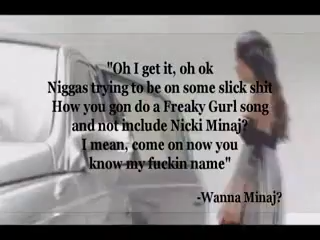 "Oh I get it, oh ok
Niggas trying to be on some slick shit
How you gon do a Freaky Gurl song
and not include Nicki Minaj?
I mean, come on now you
know my fuckin name"
-Wanna Minaj?